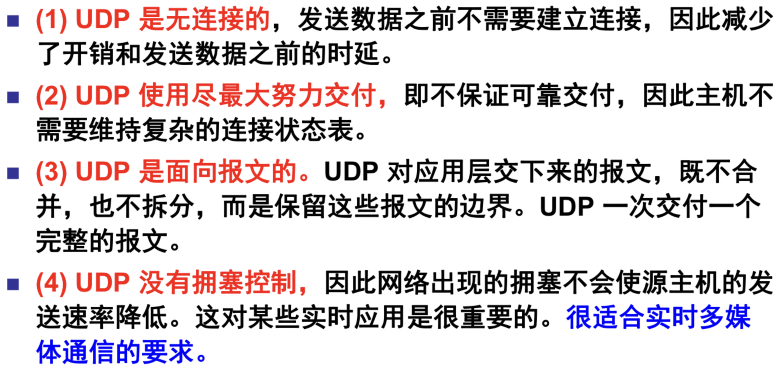 (1) UDP 是无连接的，发送数据之前不需要建立连接，因此减少
了开销和发送数据之前的时延。
(2) UDP 使用尽最大努力交付，即不保证可靠交付，因此主机不
需要维持复杂的连接状态表。
(3) UDP 是面向报文的。UDP 对应用层交下来的报文，既不合
并，也不拆分，而是保留这些报文的边界。UDP 一次交付一个
完整的报文。
(4) UDP 没有拥塞控制，因此网络出现的拥塞不会使源主机的发
送速率降低。这对某些实时应用是很重要的。很适合实时多媒
体通信的要求。